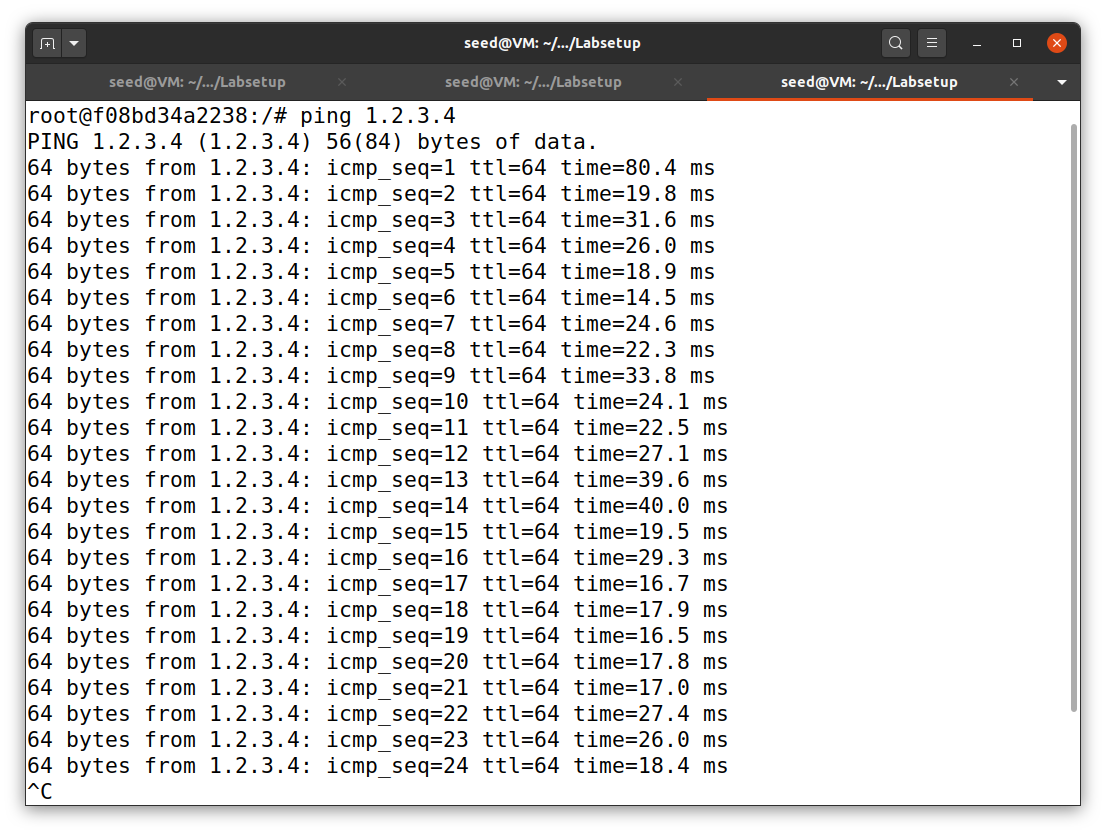 seed@VM: ~/.../Labsetup
seed@VM: ~/.../Labsetup seed@VM: ~/.../Labsetup seed@VM: ~/.../Labsetup
root@f08bd34a2238:/# ping 1.2.3.4
PING 1.2.3.4 (1.2.3.4) 56(84) bytes of data.
64 bytes from 1.2.3.4: icmp_seq=1 ttl=64 time=80.4 ms
64 bytes from 1.2.3.4: icmp_seq=2 ttl=64 time=19.8 ms
64 bytes from 1.2.3.4: icmp_seq=3 ttl=64 time=31.6 ms
64 bytes from 1.2.3.4: icmp_seq=4 ttl=64 time=26.0 ms
64 bytes from 1.2.3.4: icmp_seq=5 ttl=64 time=18.9 ms
64 bytes from 1.2.3.4: icmp_seq=6 ttl=64 time=14.5 ms
64 bytes from 1.2.3.4: icmp_seq=7 ttl=64 time=24.6 ms
64 bytes from 1.2.3.4: icmp_seq=8 ttl=64 time=22.3 ms
64 bytes from 1.2.3.4: icmp_seq=9 ttl=64 time=33.8 ms
64 bytes from 1.2.3.4: icmp_seq=10 ttl=64 time=24.1 ms
64 bytes from 1.2.3.4: icmp_seq=11 ttl=64 time=22.5 ms
64 bytes from 1.2.3.4: icmp_seq=12 ttl=64 time=27.1 ms
64 bytes from 1.2.3.4: icmp_seq=13 ttl=64 time=39.6 ms
64 bytes from 1.2.3.4: icmp_seq=14 ttl=64 time=40.0 ms
64 bytes from 1.2.3.4: icmp_seq=15 ttl=64 time=19.5 ms
64 bytes from 1.2.3.4: icmp_seq=16 ttl=64 time=29.3 ms
64 bytes from 1.2.3.4: icmp_seq=17 ttl=64 time=16.7 ms
64 bytes from 1.2.3.4: icmp_seq=18 ttl=64 time=17.9 ms
64 bytes from 1.2.3.4: icmp_seq=19 ttl=64 time=16.5 ms
64 bytes from 1.2.3.4: icmp_seq=20 ttl=64 time=17.8 ms
64 bytes from 1.2.3.4: icmp_seq=21 ttl=64 time=17.0 ms
64 bytes from 1.2.3.4: icmp_seq=22 ttl=64 time=27.4 ms
64 bytes from 1.2.3.4: icmp_seq=23 ttl=64 time=26.0 ms
64 bytes from 1.2.3.4: icmp_seq=24 ttl=64 time=18.4 ms
^C